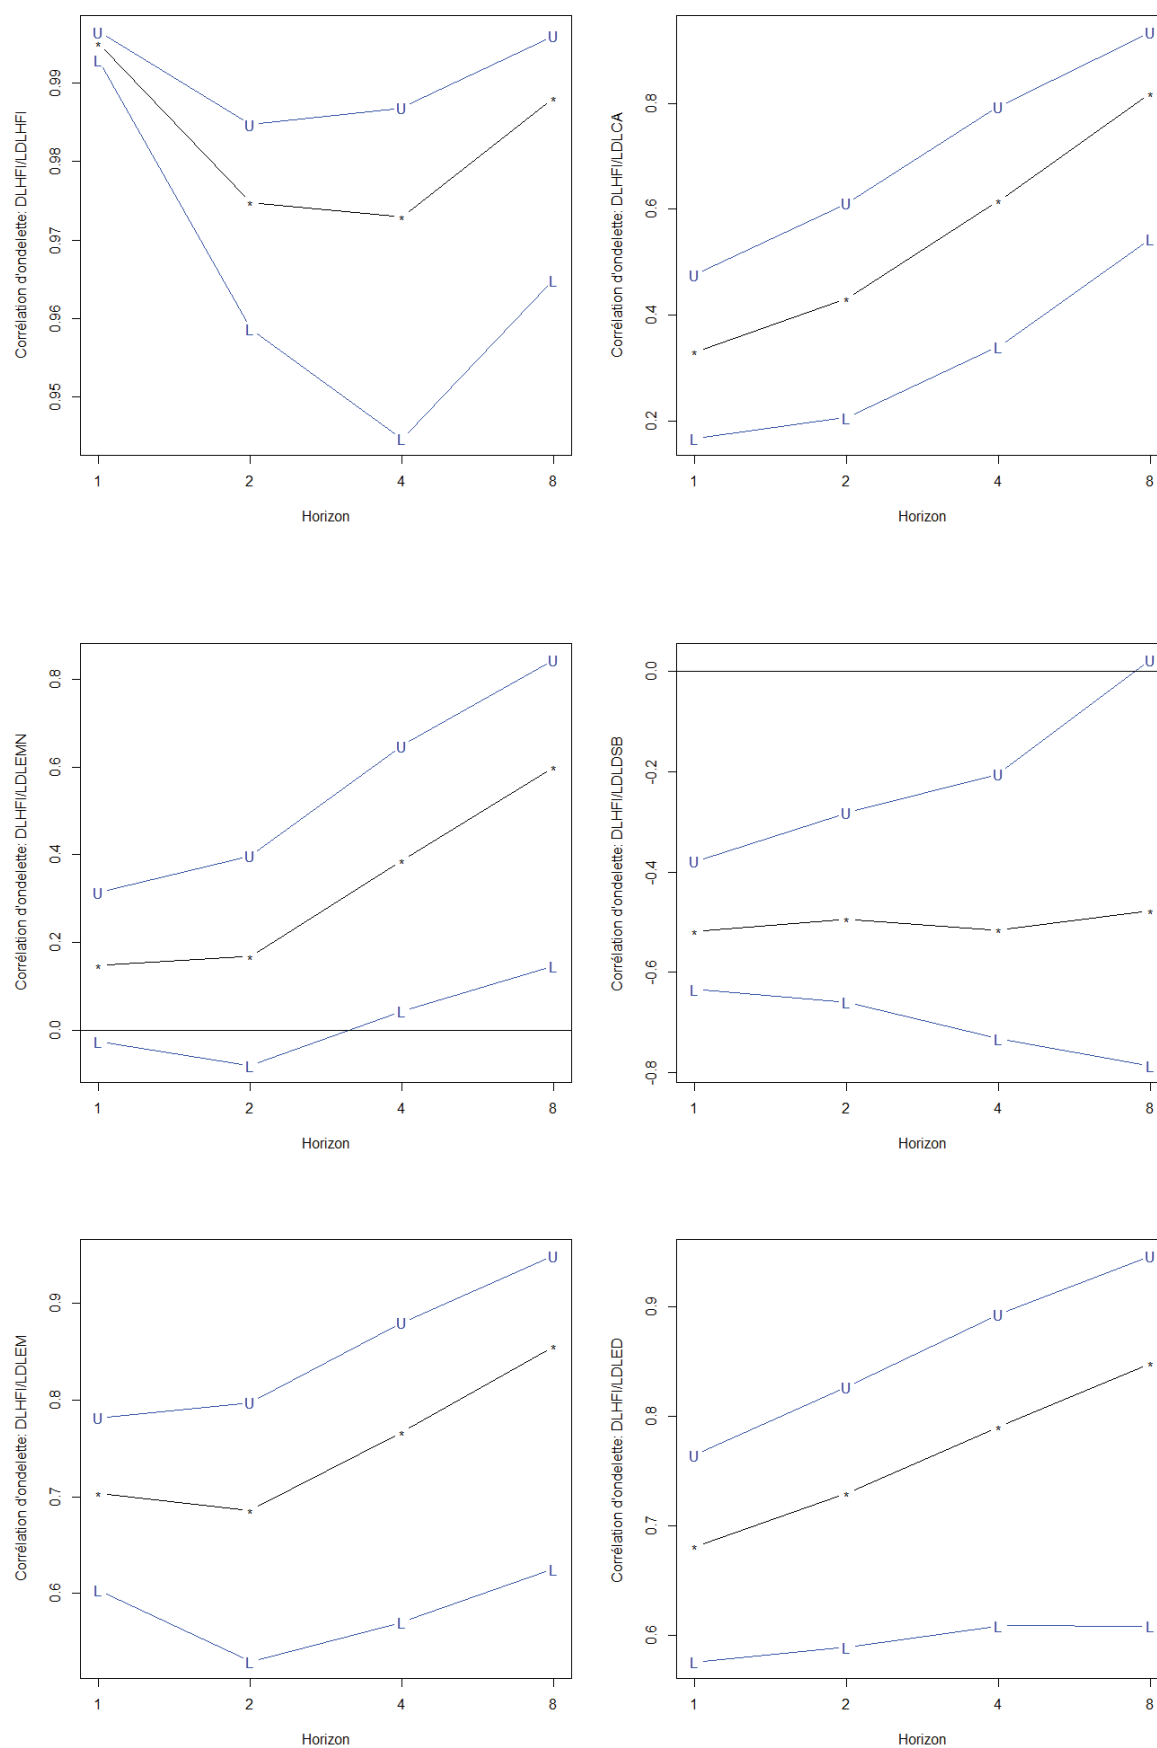 Corrélation d'ondelette: DLHFI/LDLHFI
0.99
0.98
0.97
0.96
0.95
U
*
L
U
*
L
U
*
L
U
*
L
1 2 4 8
Horizon
Corrélation d'ondelette: DLHFI/LDLCA
0.8
0.6
0.4
0.2
U
*
L
U
*
L
U
*
L
U
*
L
1 2 4 8
Horizon
Corrélation d'ondelette: DLHFI/LDLEMN
0.8
0.6
0.4
0.2
0.0
U
*
L
U
*
L
U
*
L
U
*
L
1 2 4 8
Horizon
Corrélation d'ondelette: DLHFI/LDLDSB
0.0
-0.2
-0.4
-0.6
-0.8
U
*
L
U
*
L
U
*
L
U
*
L
1 2 4 8
Horizon
Corrélation d'ondelette: DLHFI/LDLEM
0.9
0.8
0.7
0.6
U
*
L
U
*
L
U
*
L
U
*
L
1 2 4 8
Horizon
Corrélation d'ondelette: DLHFI/LDLED
0.9
0.8
0.7
0.6
U
*
L
U
*
L
U
*
L
U
*
L
1 2 4 8
Horizon